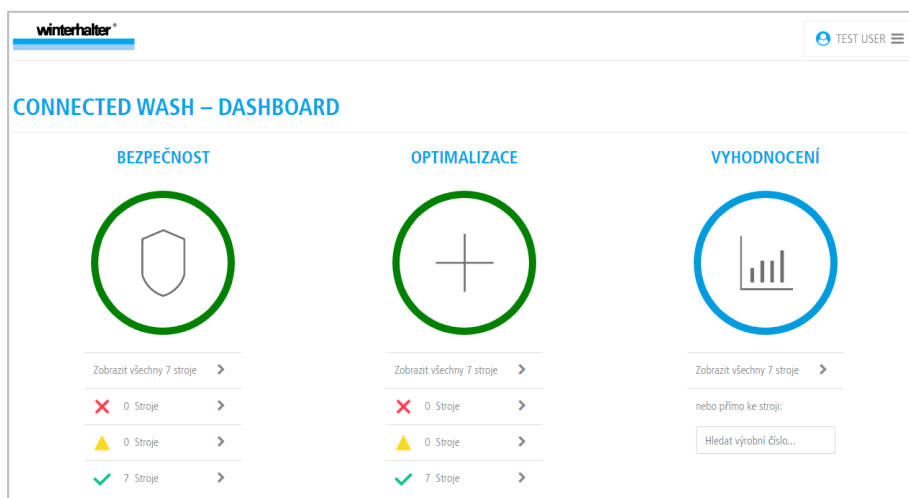 winterhalter®
TEST USER
CONNECTED WASH – DASHBOARD
BEZPEČNOST
Zobrazit všechny 7 stroje
0 Stroje
0 Stroje
7 Stroje
OPTIMALIZACE
Zobrazit všechny 7 stroje
0 Stroje
0 Stroje
7 Stroje
VYHODNOCENÍ
Zobrazit všechny 7 stroje
nebo přímo ke stroji:
Hledat výrobní číslo...